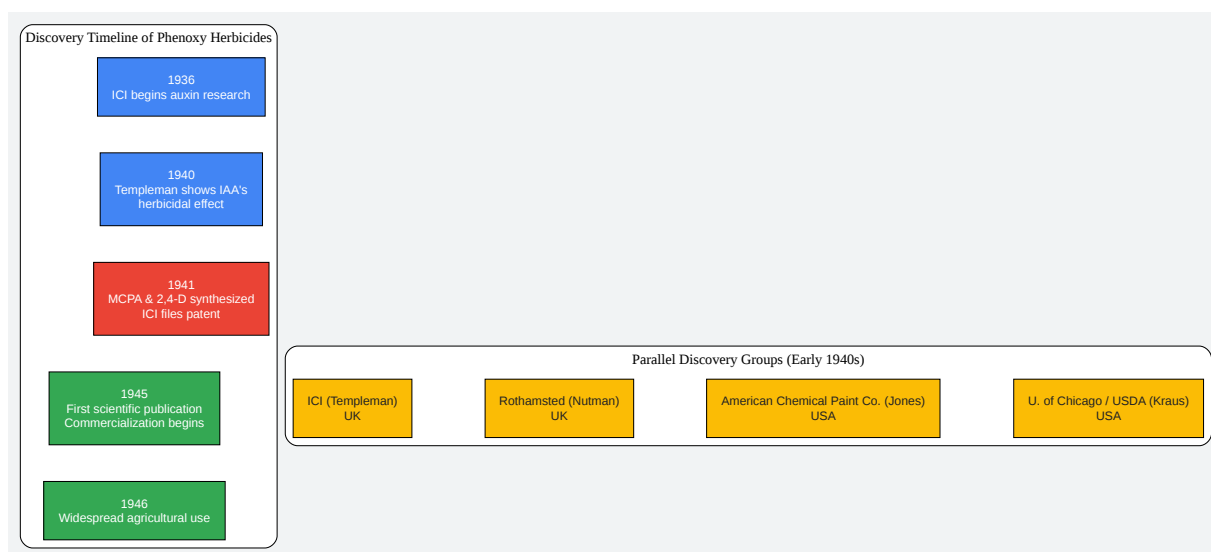 Discovery Timeline of Phenoxy Herbicides
1936
ICI begins auxin research
1940
Templeman shows IAA's
herbicidal effect
1941
MCPA & 2,4-D synthesized
ICI files patent
1945
First scientific publication
Commercialization begins
1946
Widespread agricultural use
Parallel Discovery Groups (Early 1940s)
ICI (Templeman)
UK
Rothamsted (Nutman)
UK
American Chemical Paint Co. (Jones)
USA
U. of Chicago / USDA (Kraus)
USA